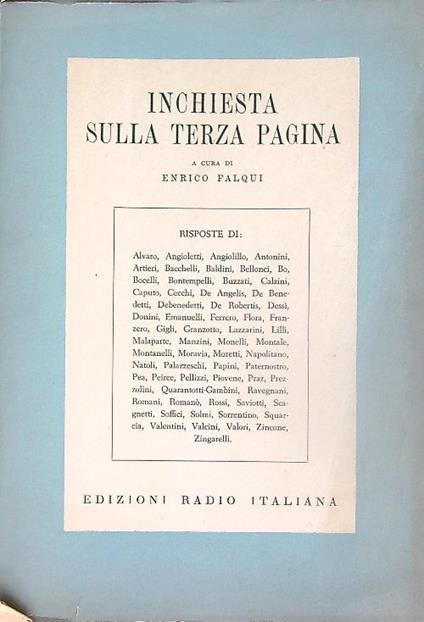 INCHIESTA
SULLA TERZA PAGINA
A CURA DI
ENRICO FALQUI
RISPOSTE DI:
Alvaro, Angioletti, Angiolillo, Antonini,
Artieri, Bacchelli, Baldini, Bellonci, Bo,
Bocelli, Bontempelli, Buzzati, Calzini,
Caputo, Cecchi, De Angelis, De Bene-
detti, Debenedetti, De Robertis, Dessì,
Donini, Emanuelli, Ferrero, Flora, Fran-
zero, Gigli, Granzotto, Lazzarini, Lilli,
Malaparte, Manzini, Monelli, Montale,
Montanelli, Moravia, Moretti, Napolitano,
Natoli, Palazzeschi, Papini, Paternostro,
Pea, Peirce, Pellizzi, Piovene, Praz, Prez-
zolini, Quarantotti-Gambini, Ravegnani,
Romani, Romanò, Rossi, Saviotti, Sca-
gnetti, Soffici, Solmi, Sorrentino, Squar-
cia, Valentini, Valcini, Valori, Zincone,
Zingarelli.
EDIZIONI RADIO ITALIANA